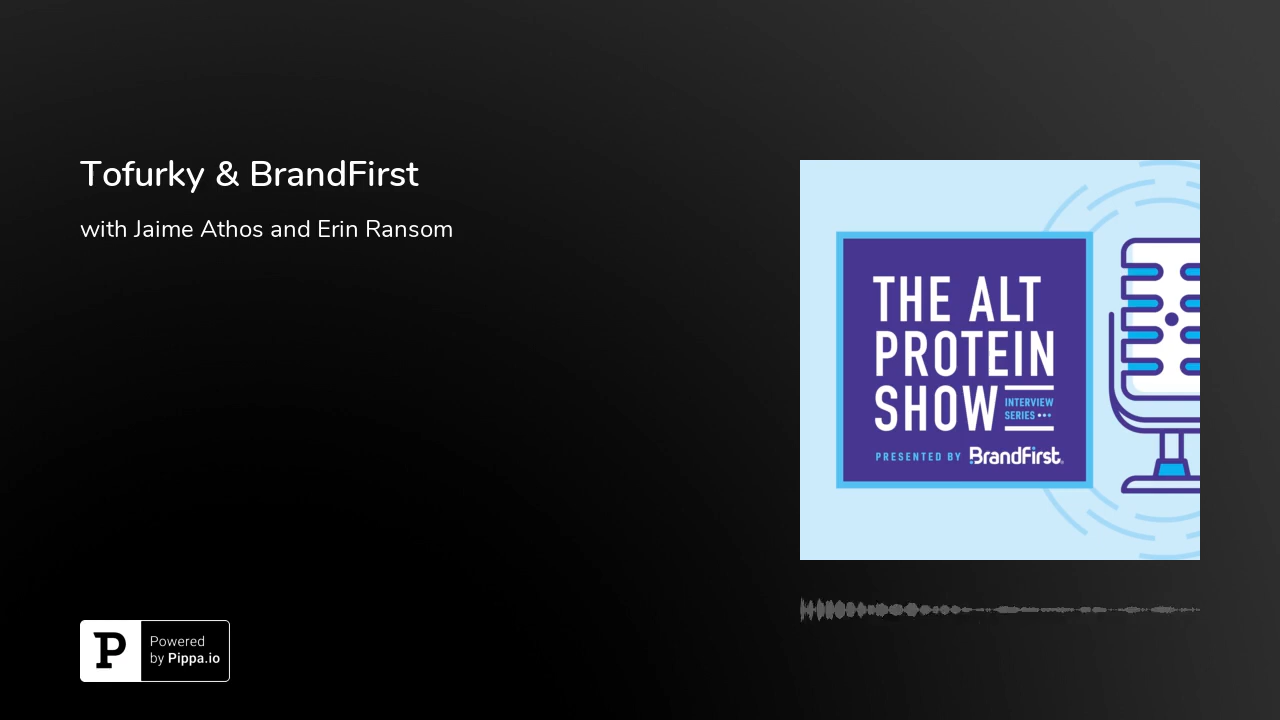 Tofurky & BrandFirst
with Jaime Athos and Erin Ransom
THE ALT
PROTEIN
SHOW
INTERVIEW
SERIES
PRESENTED BY BrandFirst
P
Powered
by Pippa.io